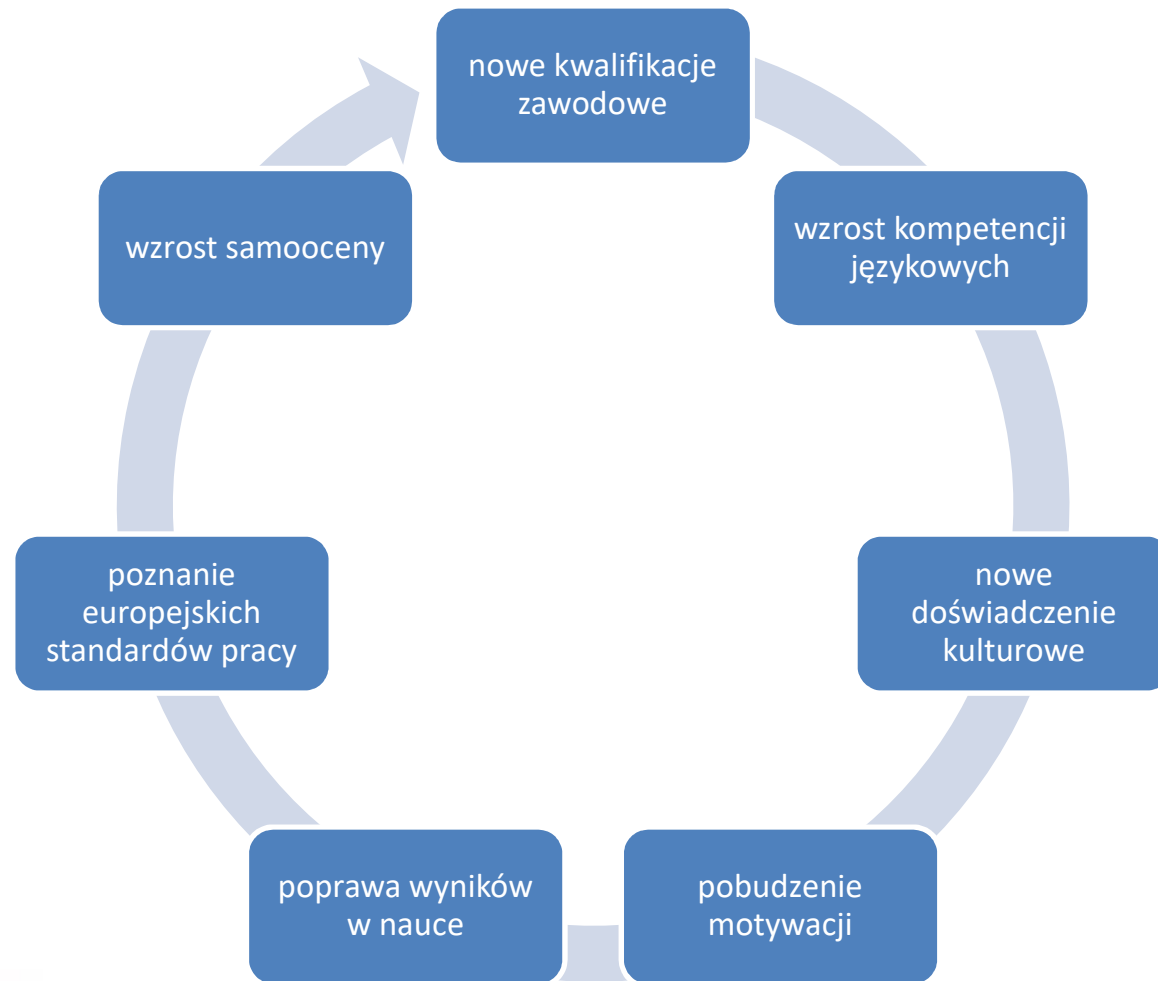 nowe kwalifikacje
zawodowe
wzrost kompetencji
językowych
nowe
doświadczenie
kulturowe
pobudzenie
motywacji
poprawa wyników
w nauce
poznanie
europejskich
standardów pracy
wzrost samooceny